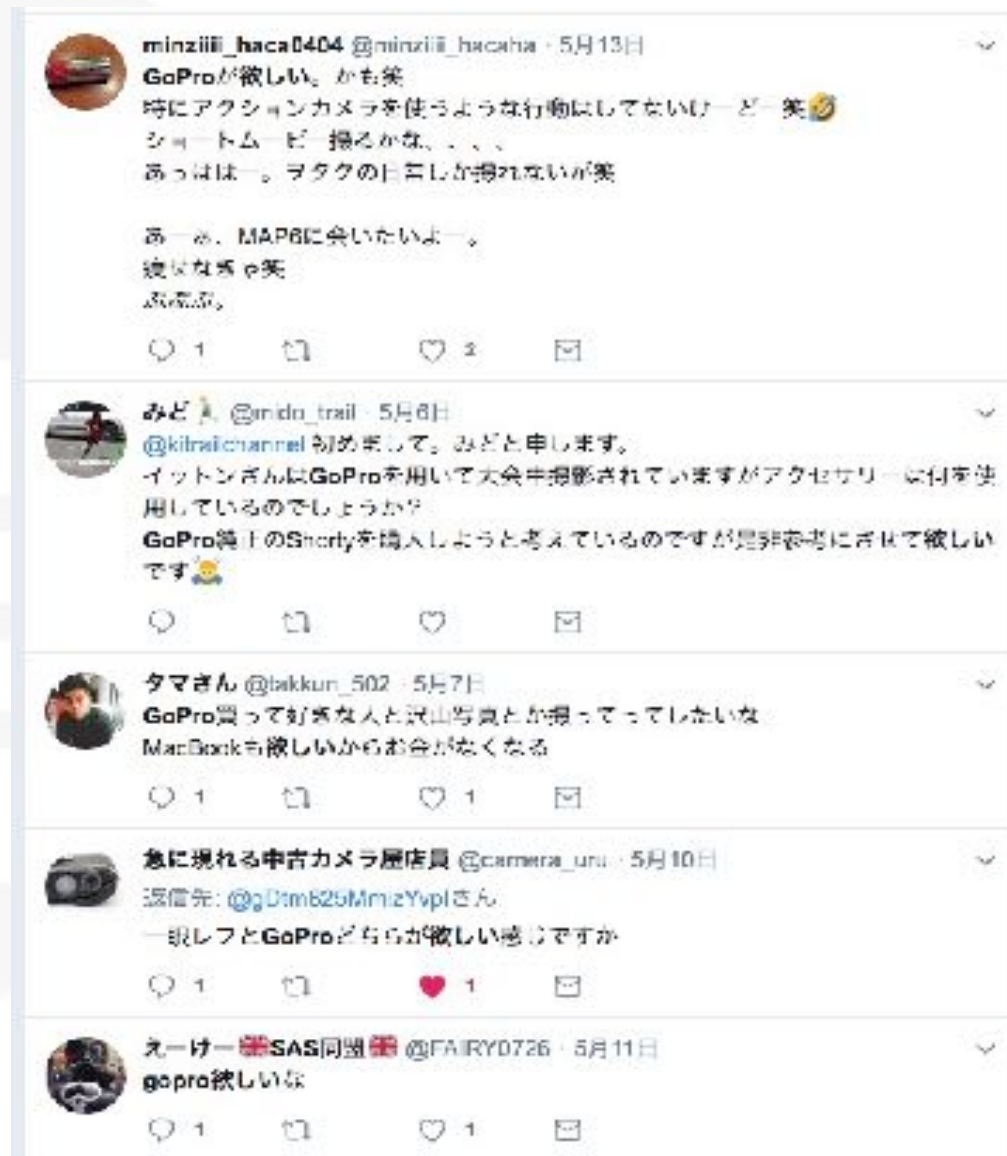 minziiii_haca0404 @minziiii_hacaha · 5月13日
GoProが欲しい。かも笑
特にアクションカメラを使うような行動はしてないけーどー笑🤣
ショートムービー撮るかな、、、、
あっははー。ヲタクの日常しか撮れないが笑
あーぁ、MAP6に会いたいよー。
痩せなきゃ笑
ぷぷぷ。
1 2
みど @mido_trail · 5月6日
@kitrailchannel 初めまして。みどと申します。
イットンさんはGoProを用いて大会中撮影されていますがアクセサリーは何を使
用しているのでしょうか?
GoPro純正のShortyを購入しようと考えているのですが是非参考にさせて欲しい
です🙇
タマさん @takkun_502 · 5月7日
GoPro買って好きな人と沢山写真とか撮ってってしたいな
MacBookも欲しいからお金がなくなる
1 1
急に現れる中古カメラ屋店員 @camera_uru · 5月10日
返信先: さん
一眼レフとGoProどちらが欲しい感じですか
1 1
えーけー🇬🇧SAS同盟🇬🇧 @FAIRY0726 · 5月11日
gopro欲しいな
1 1